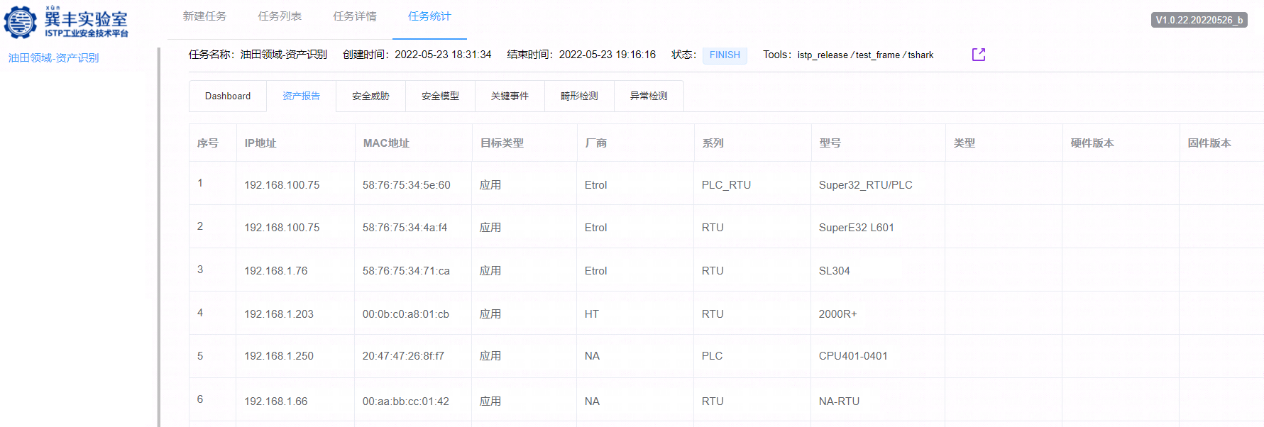 巽丰实验室
ISTP工业安全技术平台
新建任务 任务列表 任务详情 任务统计
V1.0.22.20220526_b
油田领域-资产识别
任务名称：油田领域-资产识别 创建时间：2022-05-23 18:31:34 结束时间：2022-05-23 19:16:16 状态： FINISH Tools：istp_release / test_frame / tshark
Dashboard 资产报告 安全威胁 安全模型 关键事件 畸形检测 异常检测
序号 IP地址 MAC地址 目标类型 厂商 系列 型号 类型 硬件版本 固件版本
1 192.168.100.75 58:76:75:34:5e:60 应用 Etrol PLC_RTU Super32_RTU/PLC
2 192.168.100.75 58:76:75:34:4a:f4 应用 Etrol RTU SuperE32 L601
3 192.168.1.76 58:76:75:34:71:ca 应用 Etrol RTU SL304
4 192.168.1.203 00:0b:c0:a8:01:cb 应用 HT RTU 2000R+
5 192.168.1.250 20:47:47:26:8f:f7 应用 NA PLC CPU401-0401
6 192.168.1.66 00:aa:bb:cc:01:42 应用 NA RTU NA-RTU